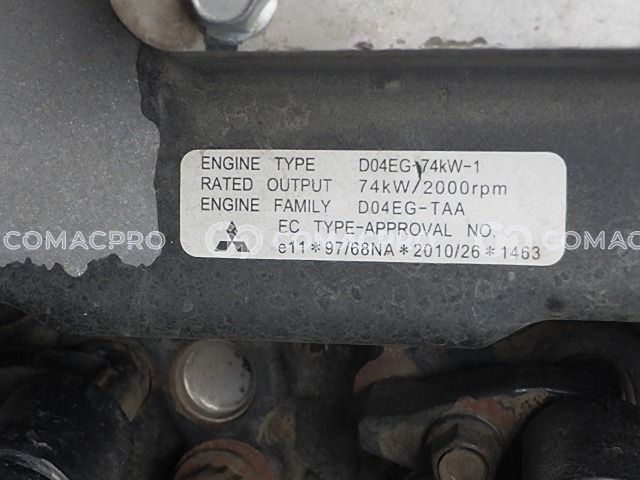 ENGINE TYPE D04EG-74kW-1
RATED OUTPUT 74kW/2000rpm
ENGINE FAMILY D04EG-TAA
EC TYPE-APPROVAL NO.
COMACPRO COMACPRO COMACPRO
e11*97/68NA*2010/26*1463